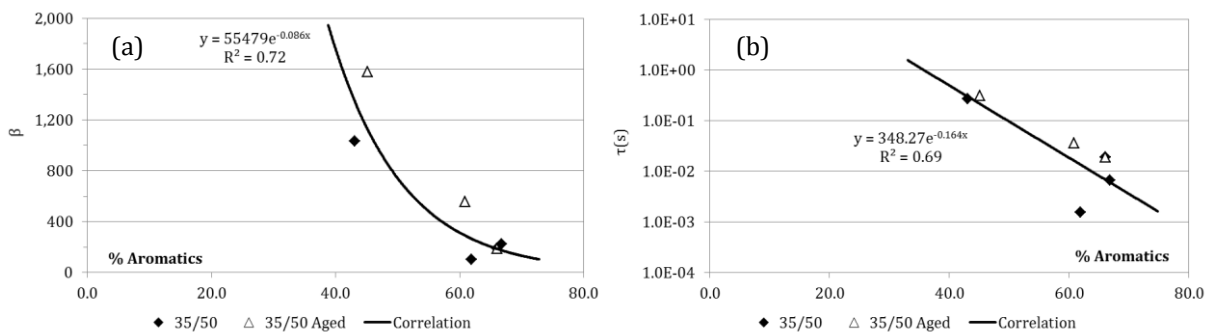 (a)
2,000
1,600
1,200
800
400
0
β
y = 55479e^-0.086x
R² = 0.72
% Aromatics
0.0 20.0 40.0 60.0 80.0
◆ 35/50 △ 35/50 Aged — Correlation
(b)
1.0E+01
1.0E+00
1.0E-01
1.0E-02
1.0E-03
1.0E-04
τ(s)
y = 348.27e^-0.164x
R² = 0.69
% Aromatics
0.0 20.0 40.0 60.0 80.0
◆ 35/50 △ 35/50 Aged — Correlation